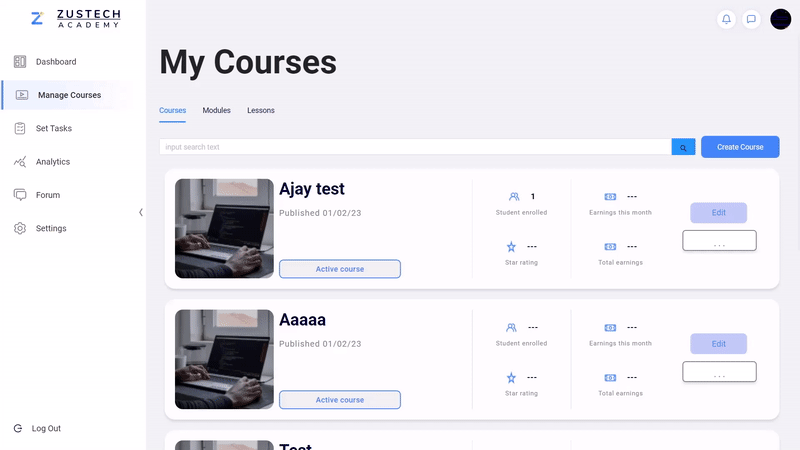 ZUSTECH
ACADEMY
Dashboard
Manage Courses
Set Tasks
Analytics
Forum
Settings
Log Out
My Courses
Courses Modules Lessons
input search text
Create Course
Ajay test
Published 01/02/23
Active course
1
Student enrolled
---
Star rating
---
Earnings this month
---
Total earnings
Edit
...
Aaaaa
Published 01/02/23
Active course
---
Student enrolled
---
Star rating
---
Earnings this month
---
Total earnings
Edit
...
Test